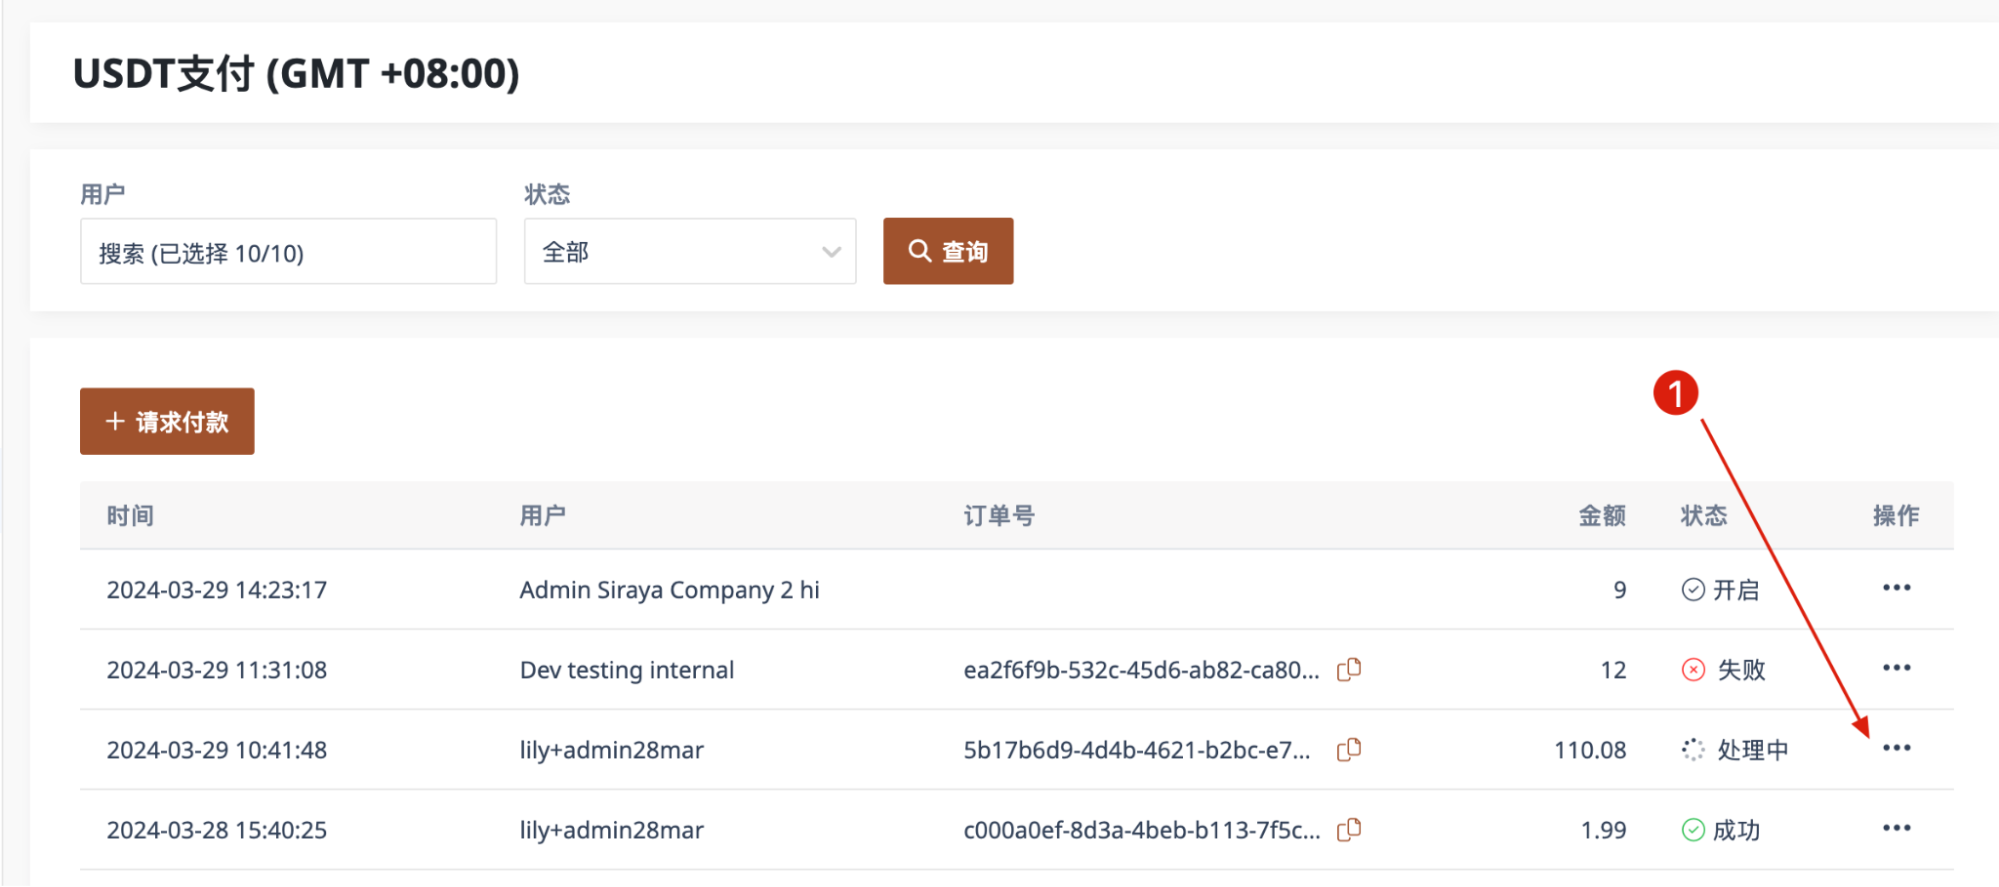 USDT支付 (GMT +08:00)
用户 状态
搜索 (已选择 10/10) 全部 查询
1
请求付款
时间 用户 订单号 金额 状态 操作
2024-03-29 14:23:17 Admin Siraya Company 2 hi 9 开启
2024-03-29 11:31:08 Dev testing internal ea2f6f9b-532c-45d6-ab82-ca80... 12 失败
2024-03-29 10:41:48 lily+admin28mar 5b17b6d9-4d4b-4621-b2bc-e7... 110.08 处理中
2024-03-28 15:40:25 lily+admin28mar c000a0ef-8d3a-4beb-b113-7f5c... 1.99 成功